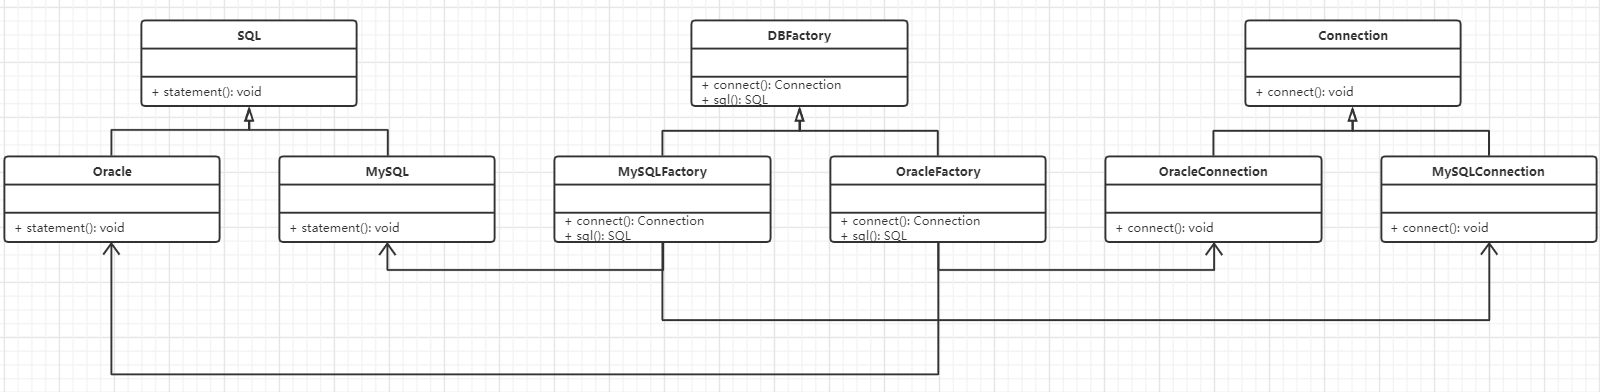 SQL
+ statement(): void
DBFactory
+ connect(): Connection
+ sql(): SQL
Connection
+ connect(): void
Oracle
+ statement(): void
MySQL
+ statement(): void
MySQLFactory
+ connect(): Connection
+ sql(): SQL
OracleFactory
+ connect(): Connection
+ sql(): SQL
OracleConnection
+ connect(): void
MySQLConnection
+ connect(): void